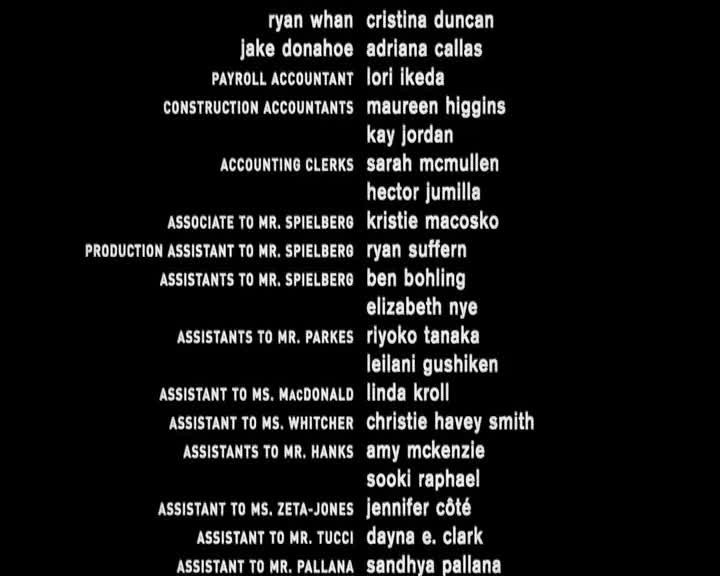 ryan whan cristina duncan
jake donahoe adriana callas
PAYROLL ACCOUNTANT lori ikeda
CONSTRUCTION ACCOUNTANTS maureen higgins
kay jordan
ACCOUNTING CLERKS sarah mcmullen
hector jumilla
ASSOCIATE TO MR. SPIELBERG kristie macosko
PRODUCTION ASSISTANT TO MR. SPIELBERG ryan suffern
ASSISTANTS TO MR. SPIELBERG ben bohling
elizabeth nye
ASSISTANTS TO MR. PARKES riyoko tanaka
leilani gushiken
ASSISTANT TO MS. MacDONALD linda kroll
ASSISTANT TO MS. WHITCHER christie havey smith
ASSISTANTS TO MR. HANKS amy mckenzie
sooki raphael
ASSISTANT TO MS. ZETA-JONES jennifer côté
ASSISTANT TO MR. TUCCI dayna e. clark
ASSISTANT TO MR. PALLANA sandhya pallana